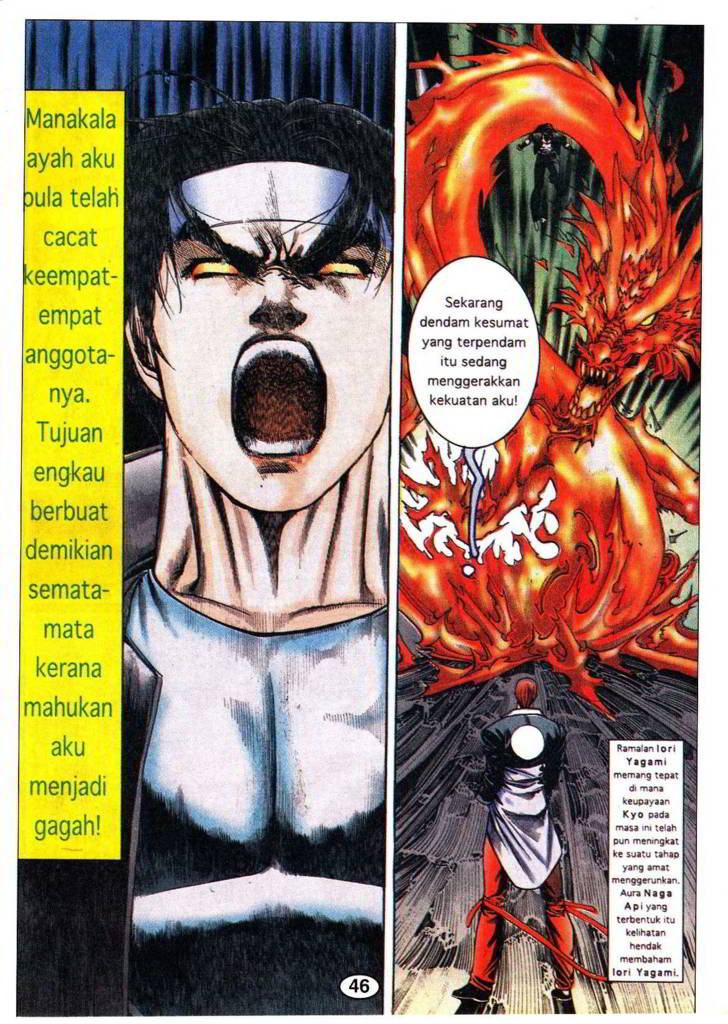 Manakala
ayah aku
pula telah
cacat
keempat-
empat
anggota-
nya.
Tujuan
engkau
berbuat
demikian
semata-
mata
kerana
mahukan
aku
menjadi
gagah!
Sekarang
dendam kesumat
yang terpendam
itu sedang
menggerakkan
kekuatan aku!
Ramalan Iori
Yagami
memang tepat
di mana
keupayaan
Kyo pada
masa ini telah
pun meningkat
ke suatu tahap
yang amat
menggerunkan.
Aura Naga
Api yang
terbentuk itu
kelihatan
hendak
membaham
Iori Yagami.
46